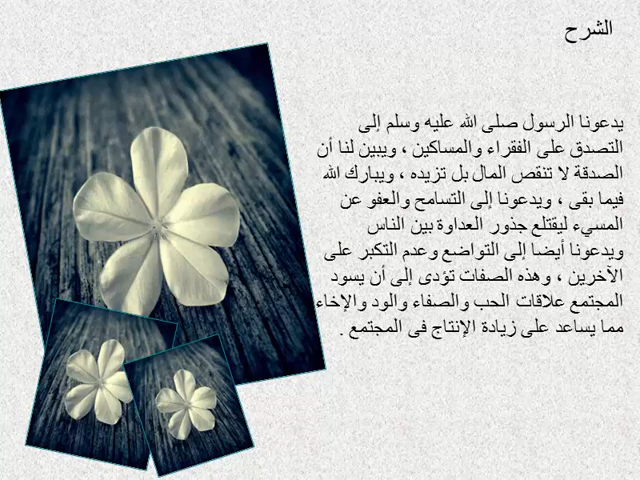 الشرح
يدعونا الرسول صلى الله عليه وسلم إلى
التصدق على الفقراء والمساكين ، ويبين لنا أن
الصدقة لا تنقص المال بل تزيده ، ويبارك الله
فيما بقى ، ويدعونا إلى التسامح والعفو عن
المسيء ليقتلع جذور العداوة بين الناس
ويدعونا أيضا إلى التواضع وعدم التكبر على
الآخرين ، وهذه الصفات تؤدى إلى أن يسود
المجتمع علاقات الحب والصفاء والود والإخاء
مما يساعد على زيادة الإنتاج فى المجتمع .